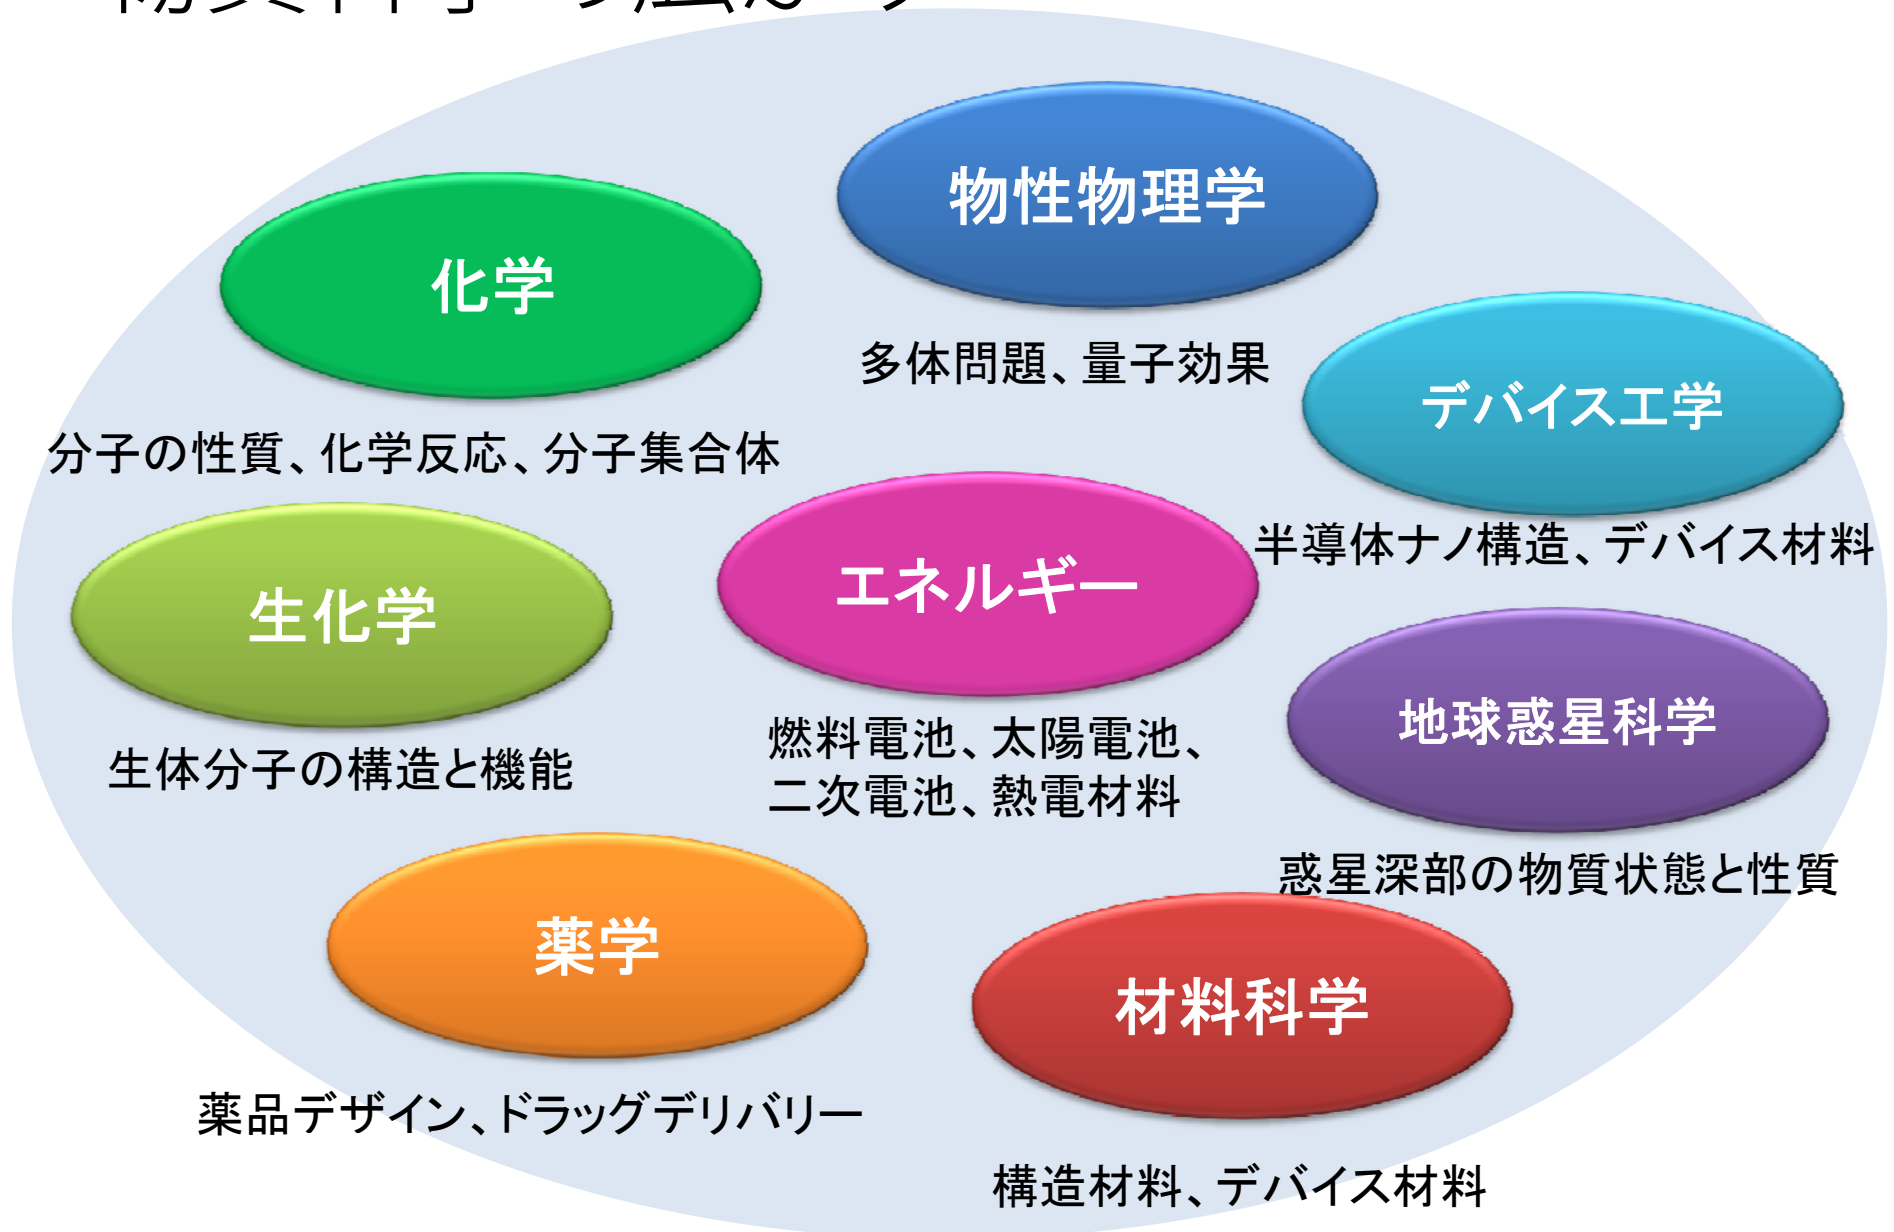 化学
物性物理学
多体問題、量子効果
デバイス工学
分子の性質、化学反応、分子集合体
エネルギー
半導体ナノ構造、デバイス材料
生化学
地球惑星科学
生体分子の構造と機能
燃料電池、太陽電池、
二次電池、熱電材料
惑星深部の物質状態と性質
薬学
材料科学
薬品デザイン、ドラッグデリバリー
構造材料、デバイス材料